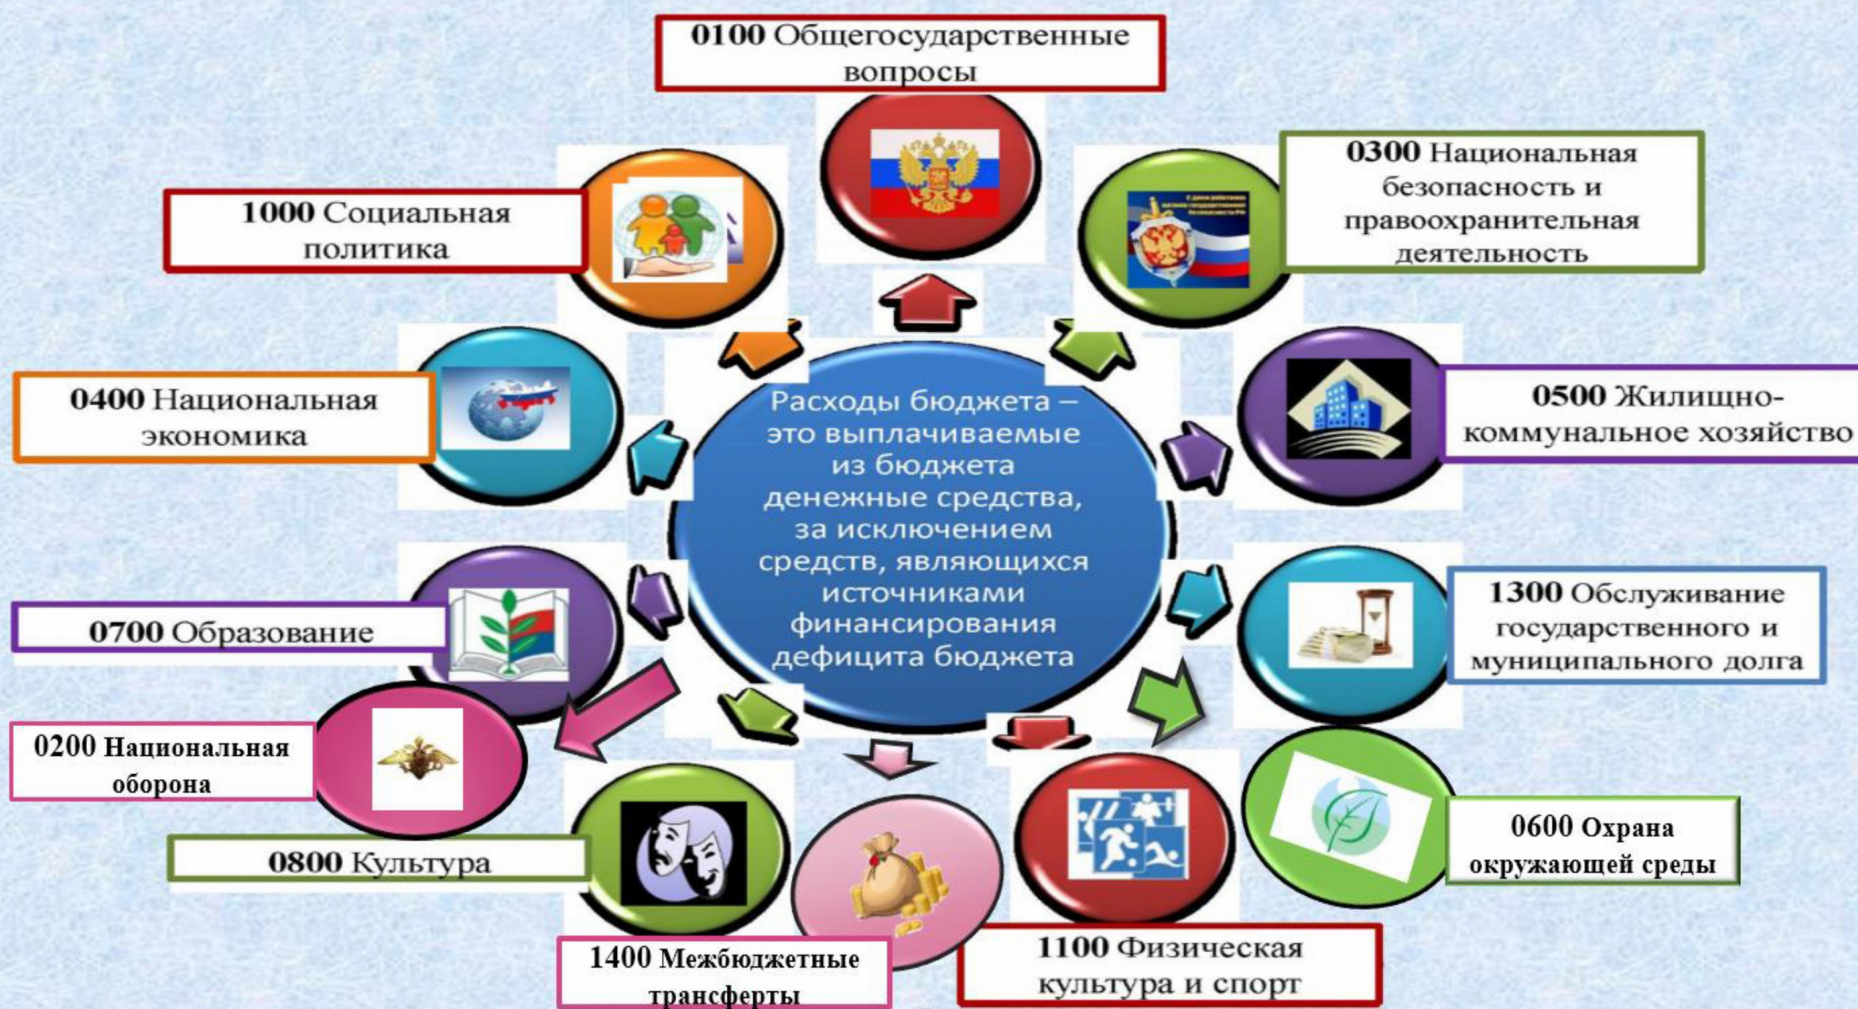 0100 Общегосударственные
вопросы
0300 Национальная
безопасность и
правоохранительная
деятельность
1000 Социальная
политика
0400 Национальная
экономика
0500 Жилищно-
коммунальное хозяйство
Расходы бюджета –
это выплачиваемые
из бюджета
денежные средства,
за исключением
средств, являющихся
источниками
финансирования
дефицита бюджета
0700 Образование
1300 Обслуживание
государственного и
муниципального долга
0200 Национальная
оборона
0800 Культура
0600 Охрана
окружающей среды
1400 Межбюджетные
трансферты
1100 Физическая
культура и спорт